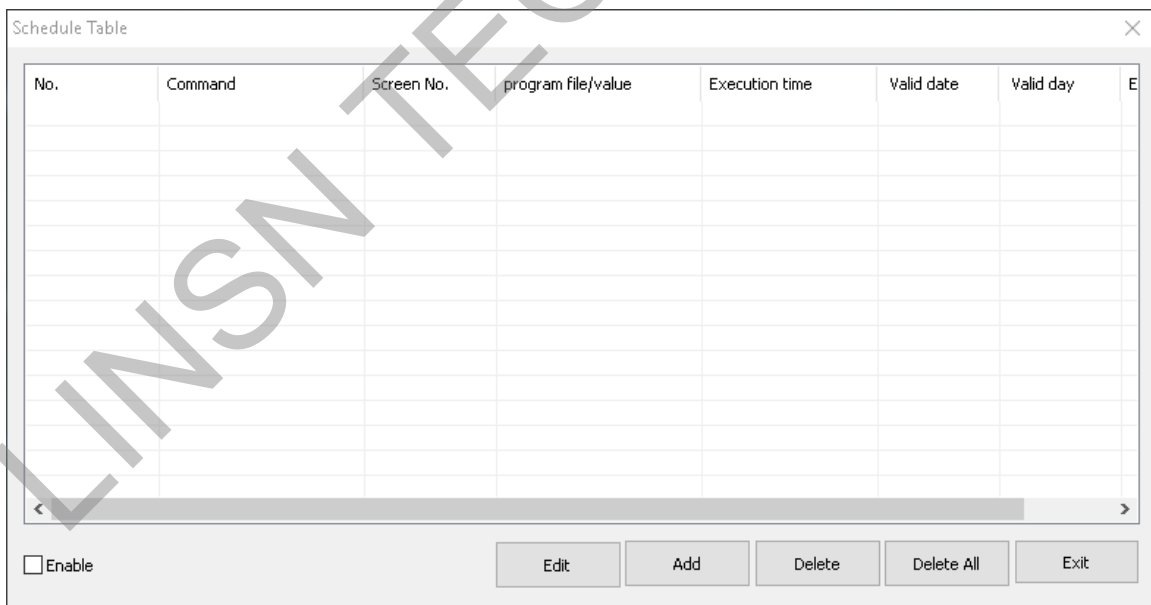 Schedule Table
No. Command Screen No. program file/value Execution time Valid date Valid day E
Enable Edit Add Delete Delete All Exit
LINSN TEC